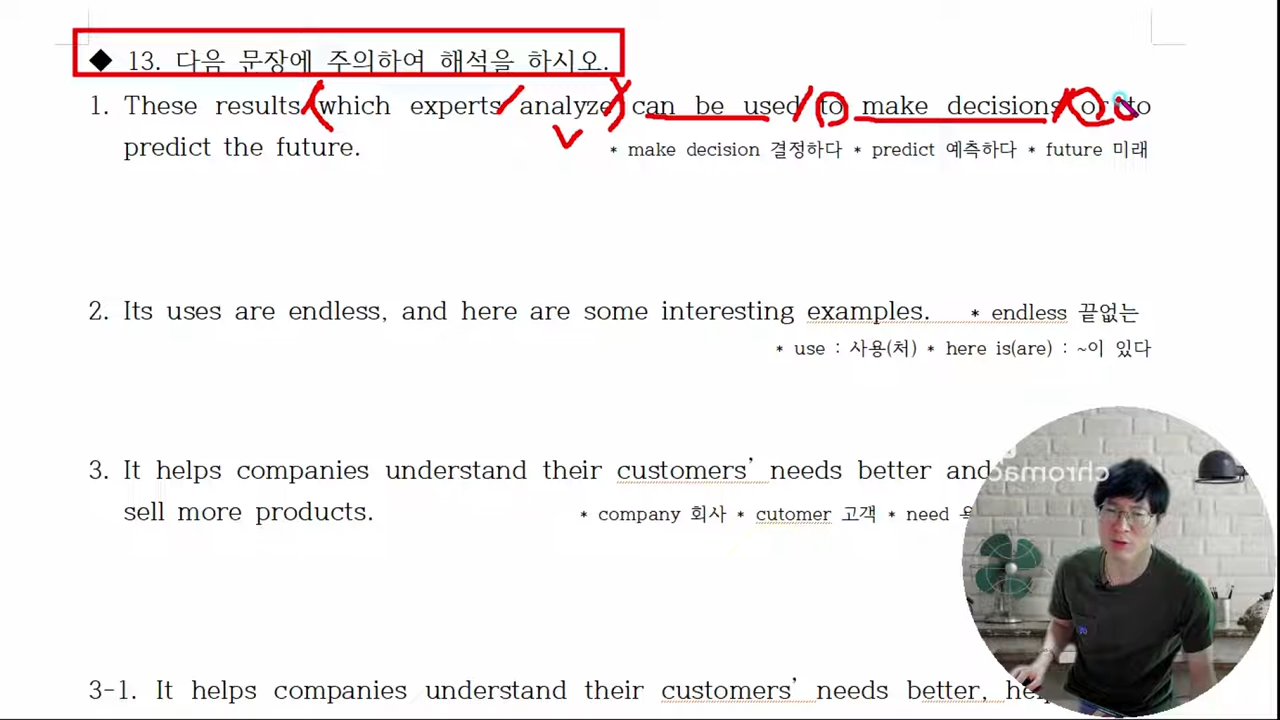 ◆ 13. 다음 문장에 주의하여 해석을 하시오.
1. These results which experts analyze can be used to make decisions or to
predict the future. * make decision 결정하다 * predict 예측하다 * future 미래
2. Its uses are endless, and here are some interesting examples. * endless 끝없는
* use : 사용(처) * here is(are) : ~이 있다
3. It helps companies understand their customers' needs better and
sell more products. * company 회사 * cutomer 고객 * need
3-1. It helps companies understand their customers' needs better,